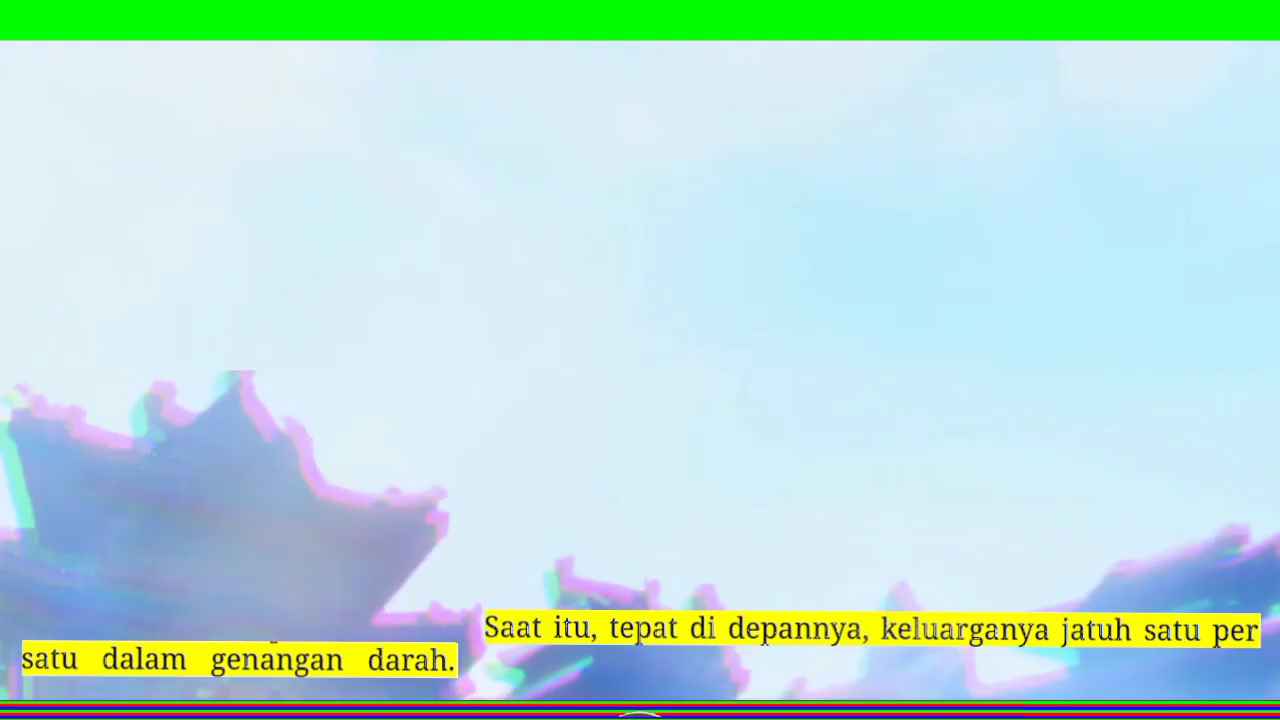 Saat itu, tepat di depannya, keluarganya jatuh satu per
satu dalam genangan darah.